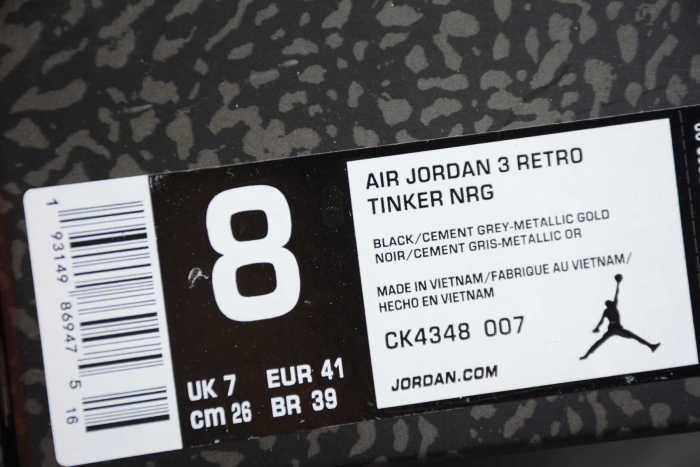 1 93149 86947 5 16
8
UK 7 EUR 41
cm 26 BR 39
AIR JORDAN 3 RETRO
TINKER NRG
BLACK/CEMENT GREY-METALLIC GOLD
NOIR/CEMENT GRIS-METALLIC OR
MADE IN VIETNAM/FABRIQUE AU VIETNAM/
HECHO EN VIETNAM
CK4348 007
JORDAN.COM